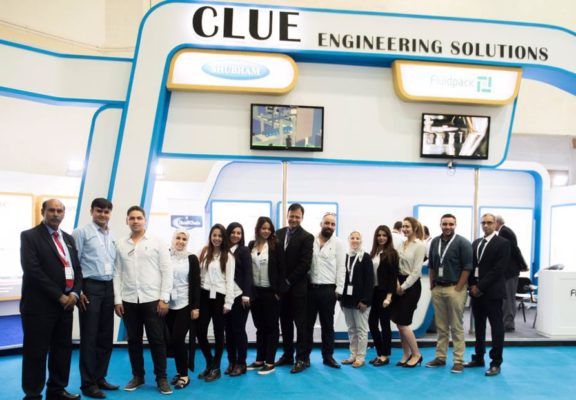 CLUE ENGINEERING SOLUTIONS
SHUBHAM
Fluidpack